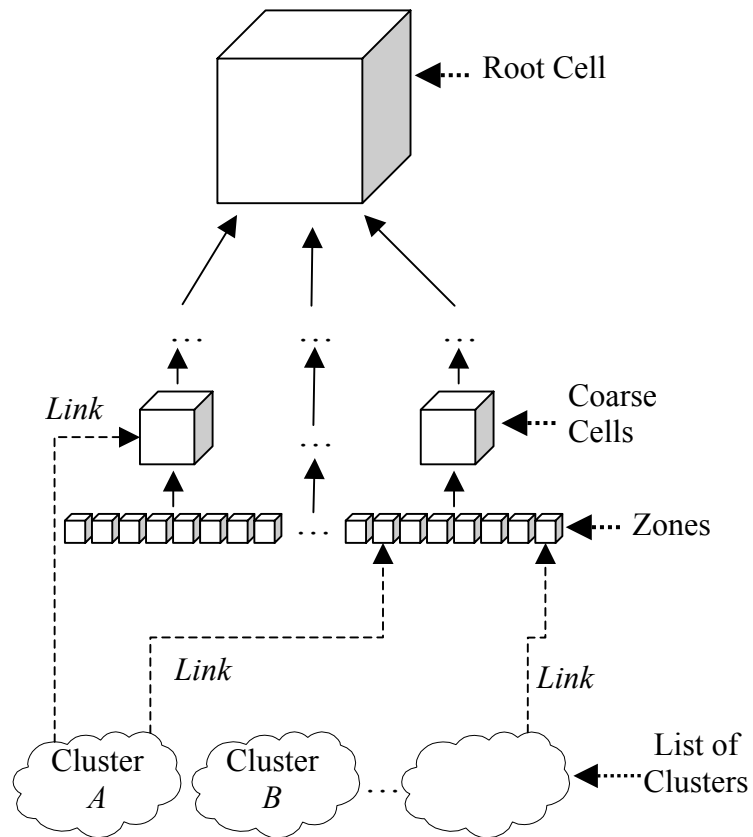 Root Cell
...
...
...
Link
Coarse
Cells
...
...
Zones
Link
Link
Cluster
A
Cluster
B
...
List of
Clusters